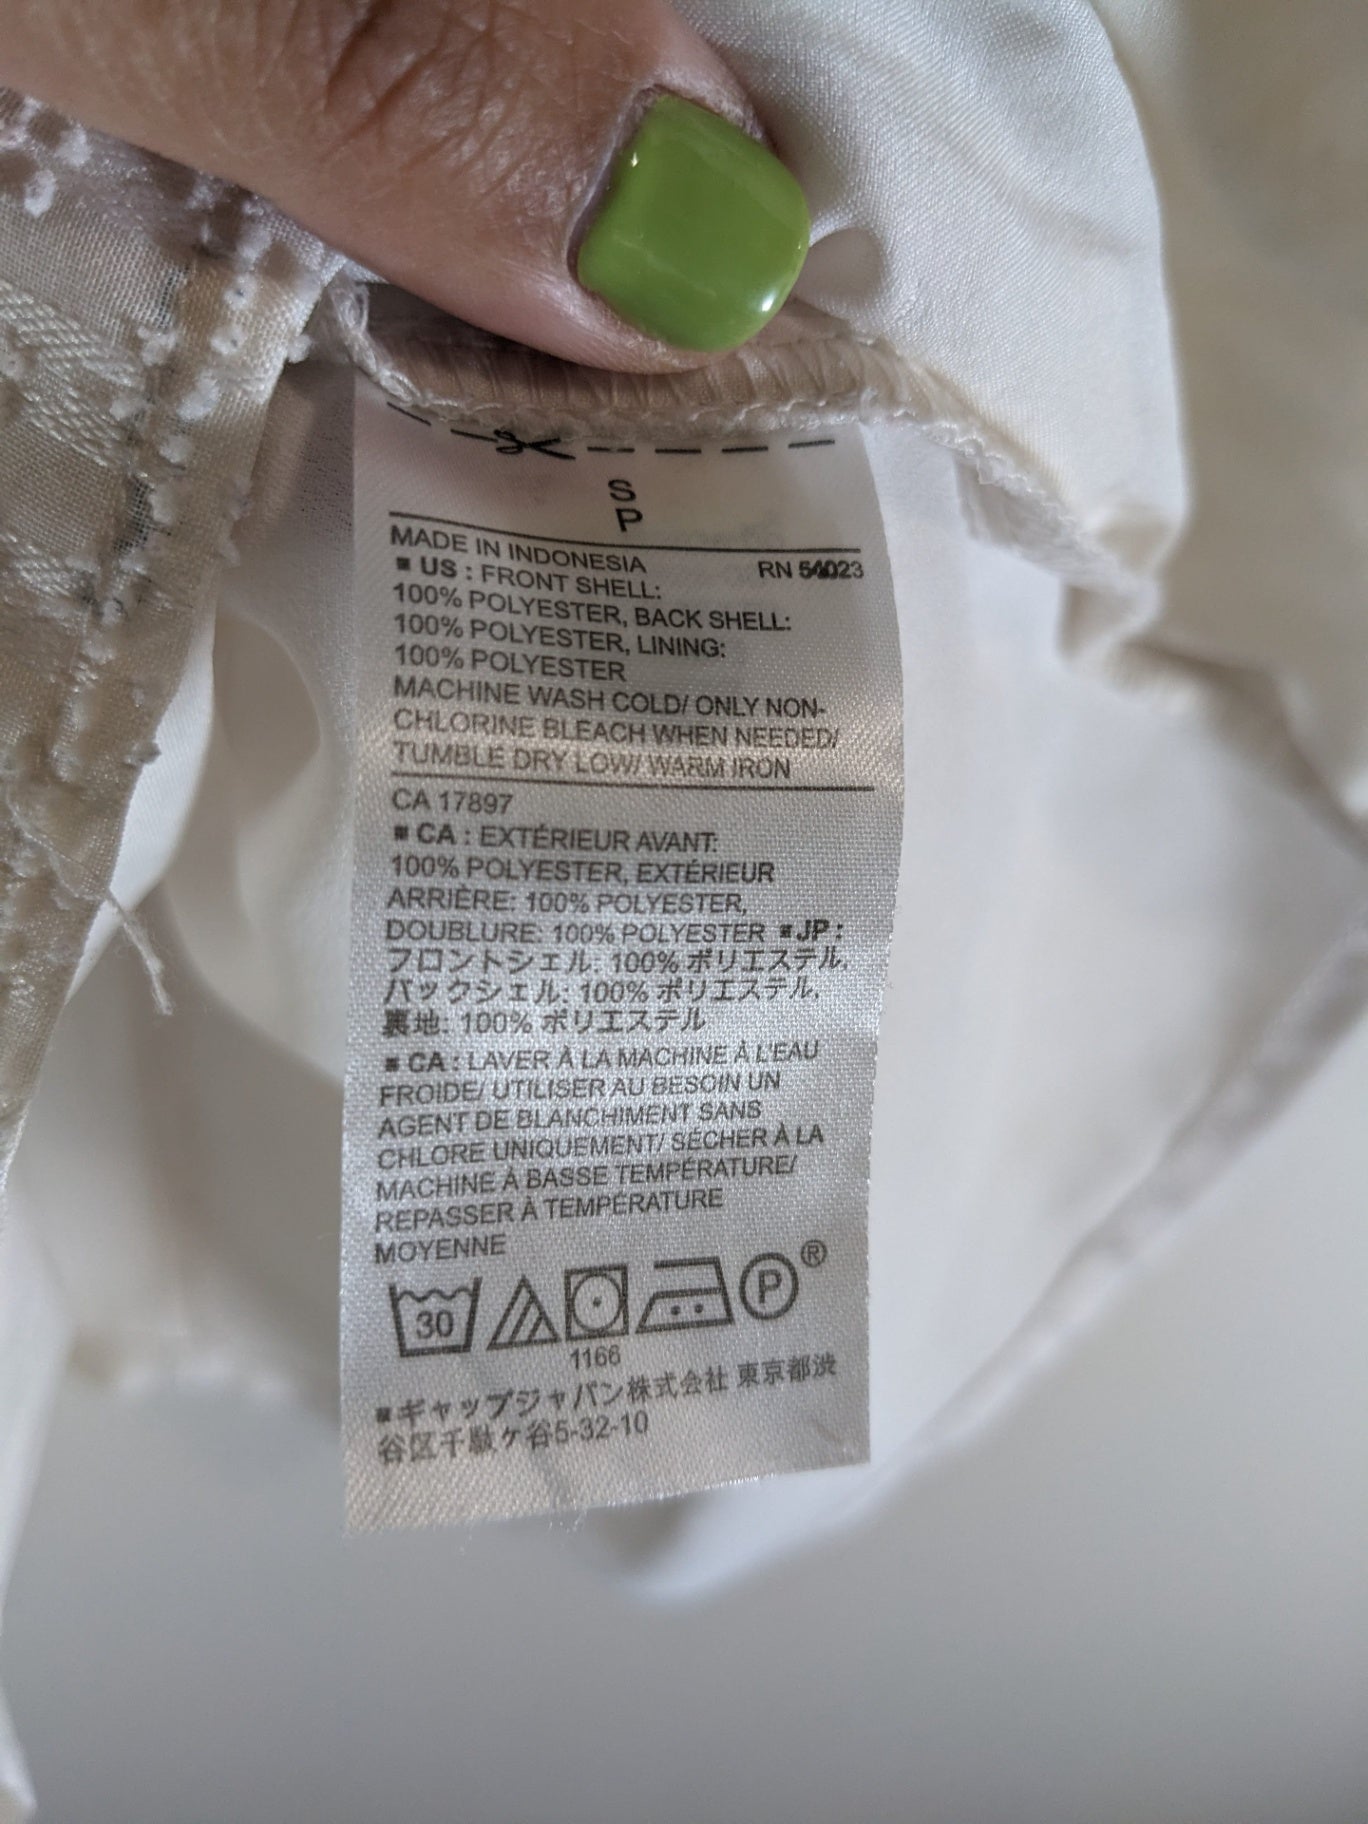 S
P
MADE IN INDONESIA RN 54023
▪ US : FRONT SHELL:
100% POLYESTER, BACK SHELL:
100% POLYESTER, LINING:
100% POLYESTER
MACHINE WASH COLD/ ONLY NON-
CHLORINE BLEACH WHEN NEEDED/
TUMBLE DRY LOW/ WARM IRON
CA 17897
▪ CA : EXTÉRIEUR AVANT:
100% POLYESTER, EXTÉRIEUR
ARRIÈRE: 100% POLYESTER,
DOUBLURE: 100% POLYESTER ▪JP :
フロントシェル: 100% ポリエステル,
バックシェル: 100% ポリエステル,
裏地: 100% ポリエステル
▪ CA : LAVER À LA MACHINE À L'EAU
FROIDE/ UTILISER AU BESOIN UN
AGENT DE BLANCHIMENT SANS
CHLORE UNIQUEMENT/ SÉCHER À LA
MACHINE À BASSE TEMPÉRATURE/
REPASSER À TEMPÉRATURE
MOYENNE
30 P ®
1166
▪ギャップジャパン株式会社 東京都渋
谷区千駄ケ谷5-32-10